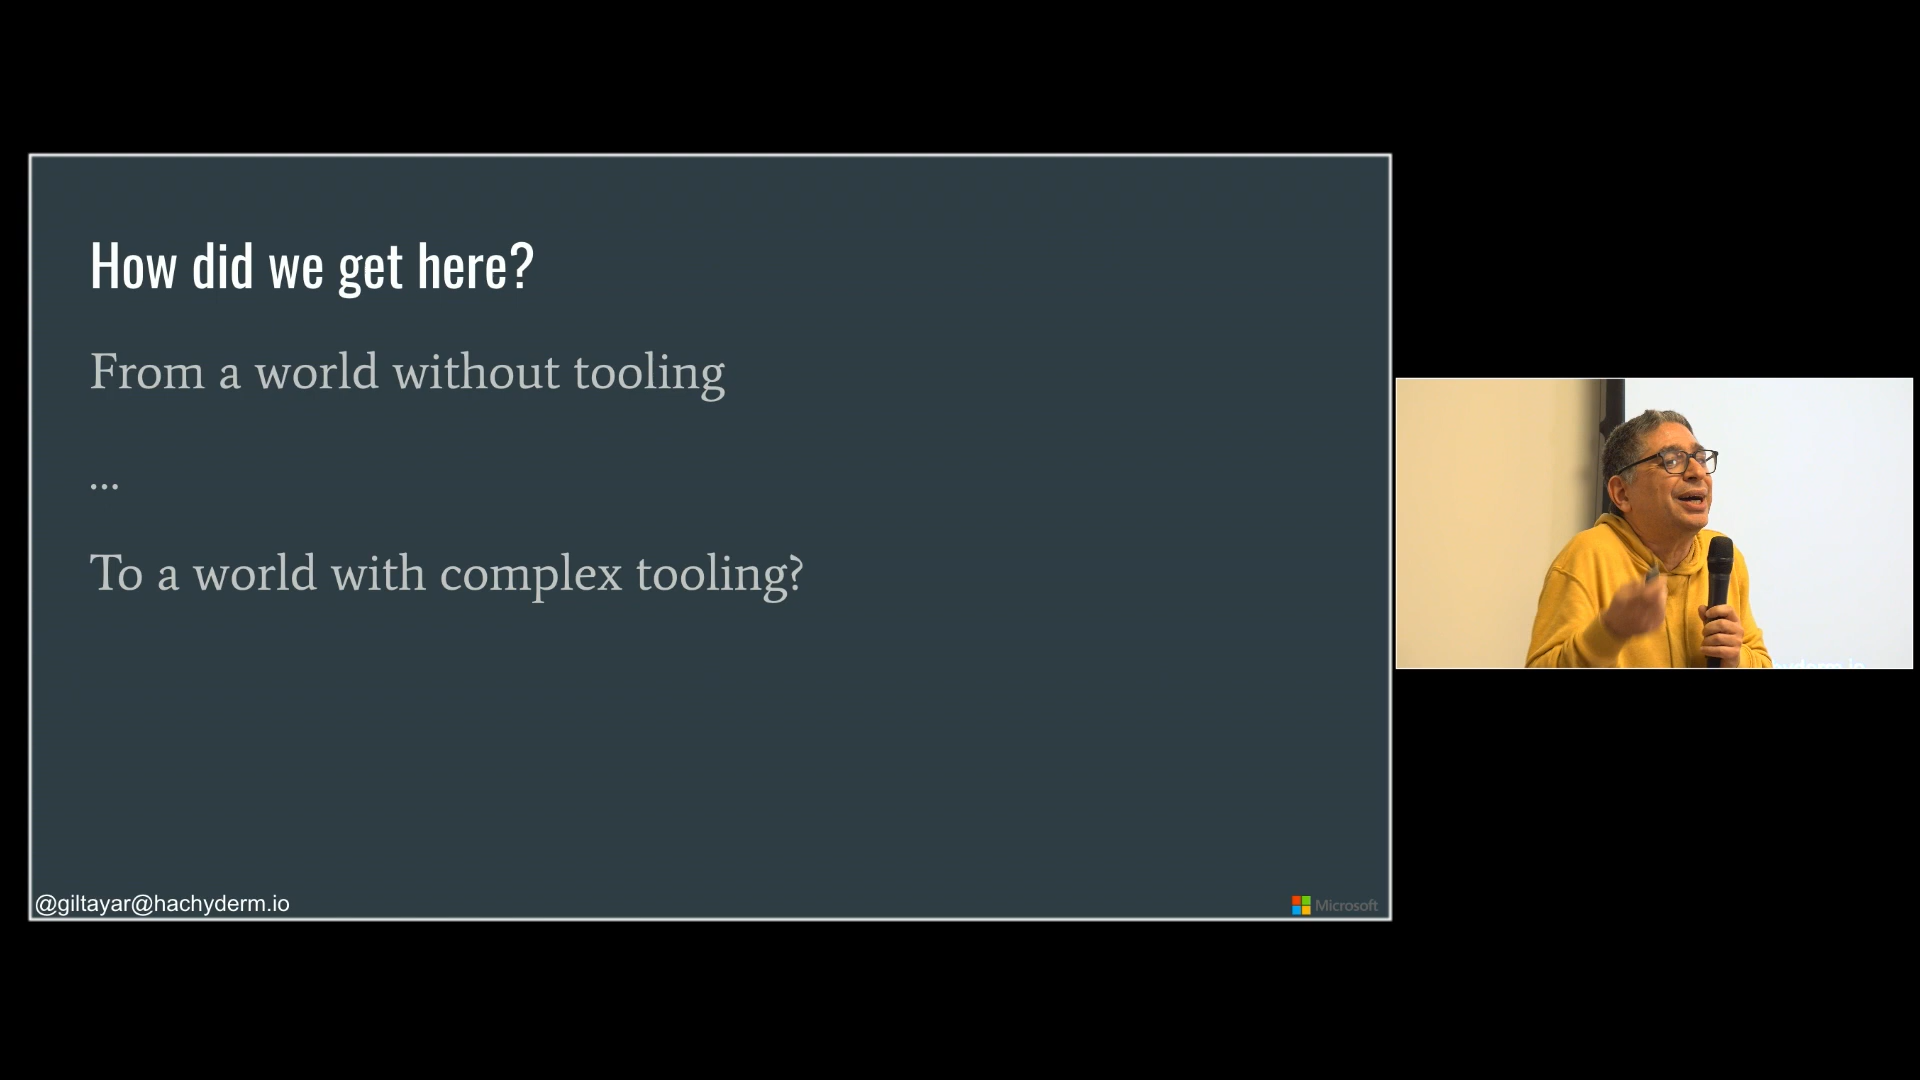 How did we get here?
From a world without tooling
...
To a world with complex tooling?
@giltayar@hachyderm.io
Microsoft